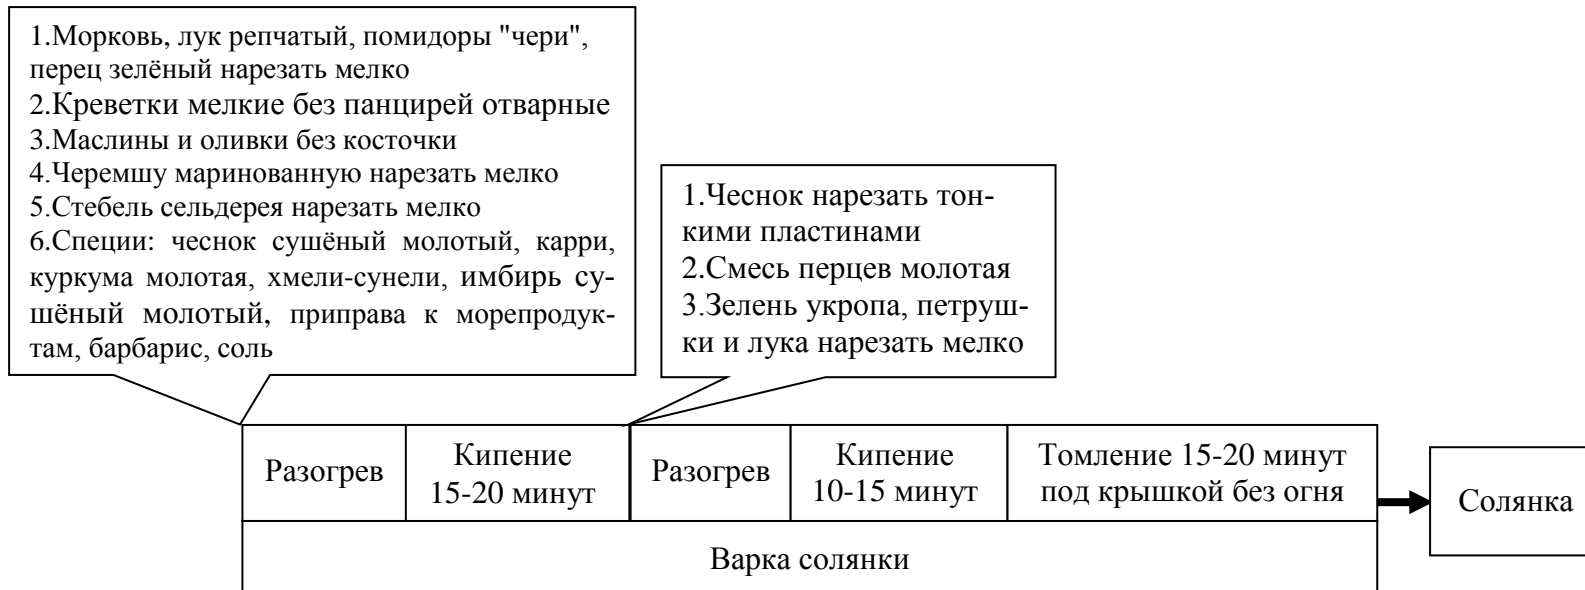 1.Морковь, лук репчатый, помидоры "чери",
перец зелёный нарезать мелко
2.Креветки мелкие без панцирей отварные
3.Маслины и оливки без косточки
4.Черемшу маринованную нарезать мелко
5.Стебель сельдерея нарезать мелко
6.Специи: чеснок сушёный молотый, карри,
куркума молотая, хмели-сунели, имбирь су-
шёный молотый, приправа к морепродук-
там, барбарис, соль
1.Чеснок нарезать тон-
кими пластинами
2.Смесь перцев молотая
3.Зелень укропа, петруш-
ки и лука нарезать мелко
Разогрев
Кипение
15-20 минут
Разогрев
Кипение
10-15 минут
Томление 15-20 минут
под крышкой без огня
Солянка
Варка солянки